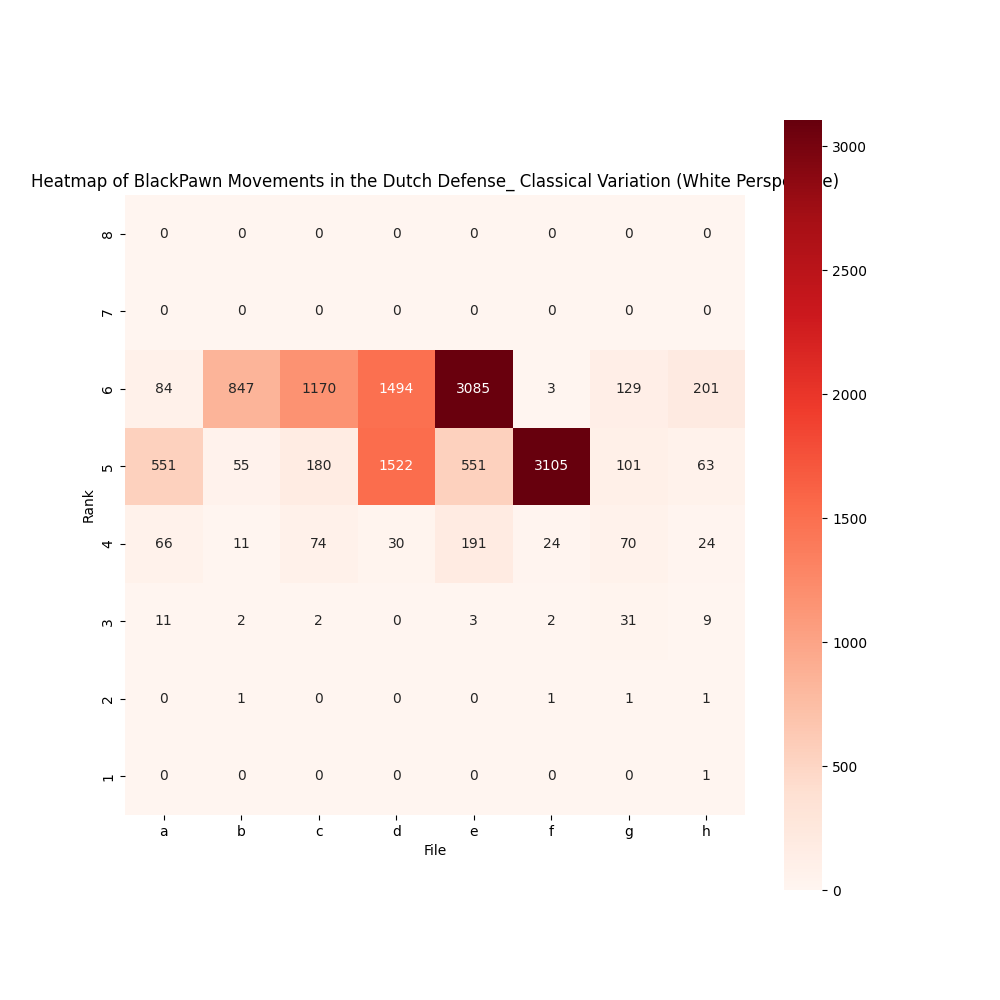 Heatmap of BlackPawn Movements in the Dutch Defense_ Classical Variation (White Perspe e)
8 0 0 0 0 0 0 0 0
7 0 0 0 0 0 0 0 0
6 84 847 1170 1494 3085 3 129 201
5 551 55 180 1522 551 3105 101 63
4 66 11 74 30 191 24 70 24
3 11 2 2 0 3 2 31 9
2 0 1 0 0 0 1 1 1
1 0 0 0 0 0 0 0 1
a b c d e f g h
File
Rank
3000
2500
2000
1500
1000
500
0